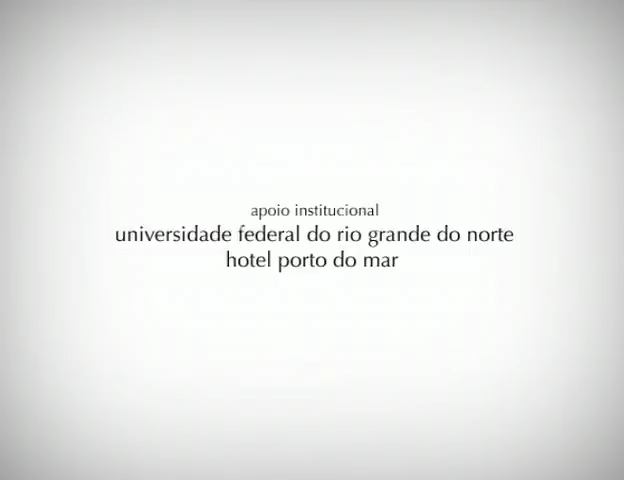 apoio institucional
universidade federal do rio grande do norte
hotel porto do mar